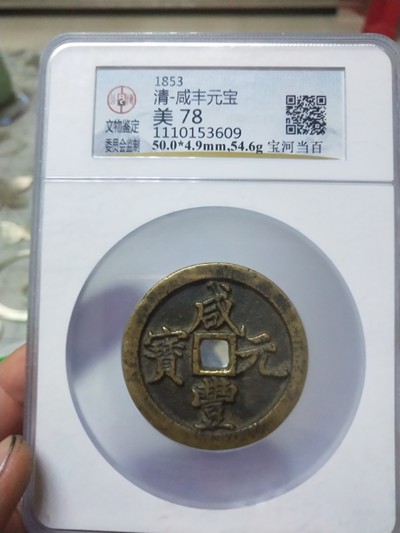 1853
清-咸丰元宝
美 78
1110153609
文物鉴定
委员会监制
50.0*4.9mm,54.6g 宝河当百
咸
寶 元
豐